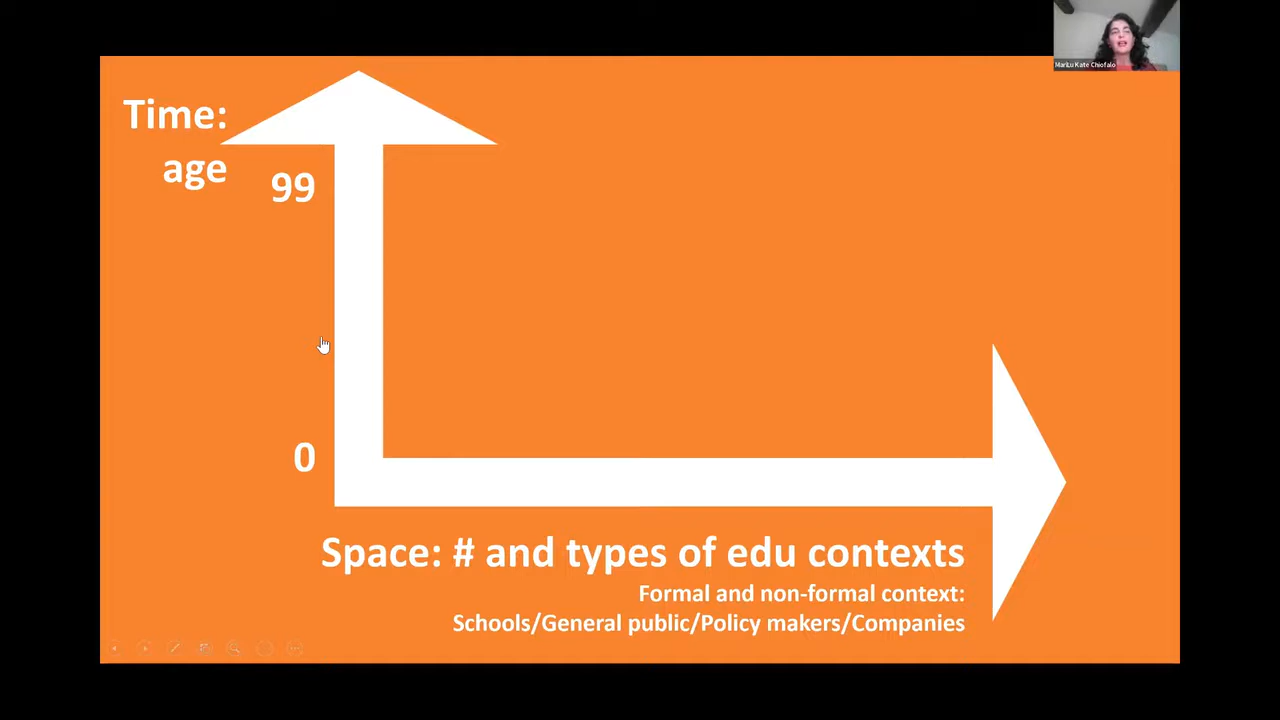 MariLu Kate Chiofalo
Time:
age
99
0
Space: # and types of edu contexts
Formal and non-formal context:
Schools/General public/Policy makers/Companies